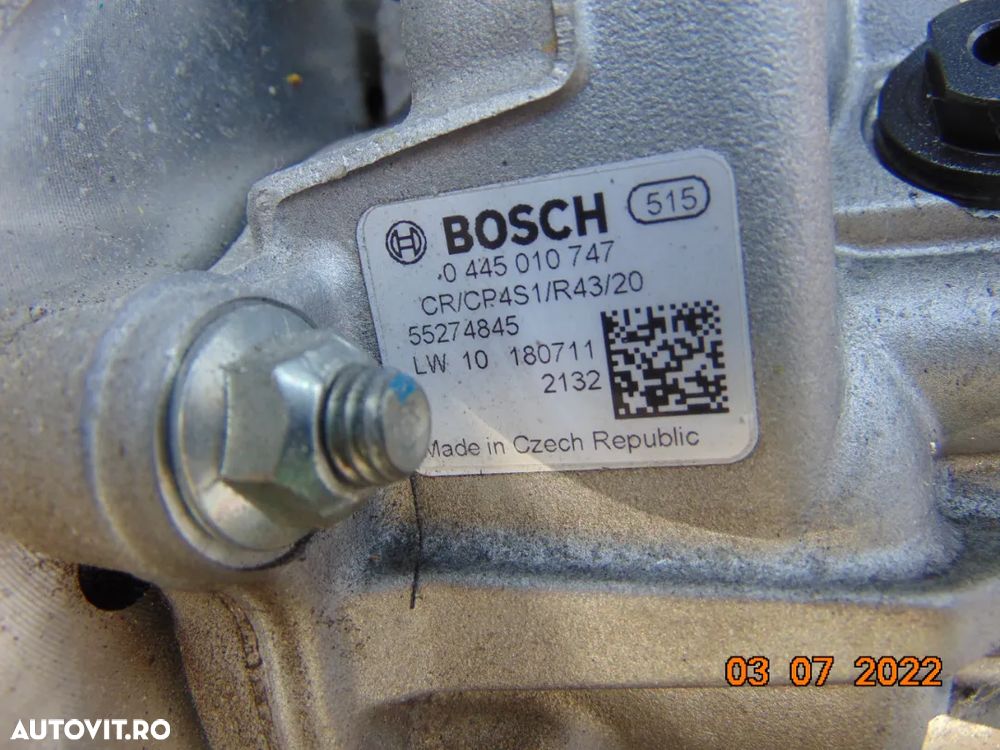 BOSCH 515
0 445 010 747
CR/CP4S1/R43/20
55274845
LW 10 180711
2132
Made in Czech Republic
03 07 2022
AUTOVIT.RO